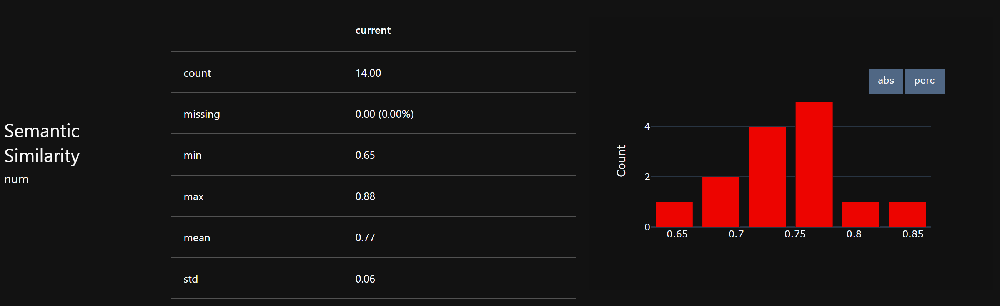 Semantic
Similarity
num
current
count 14.00
missing 0.00 (0.00%)
min 0.65
max 0.88
mean 0.77
std 0.06
abs perc
Count
4
2
0
0.65 0.7 0.75 0.8 0.85